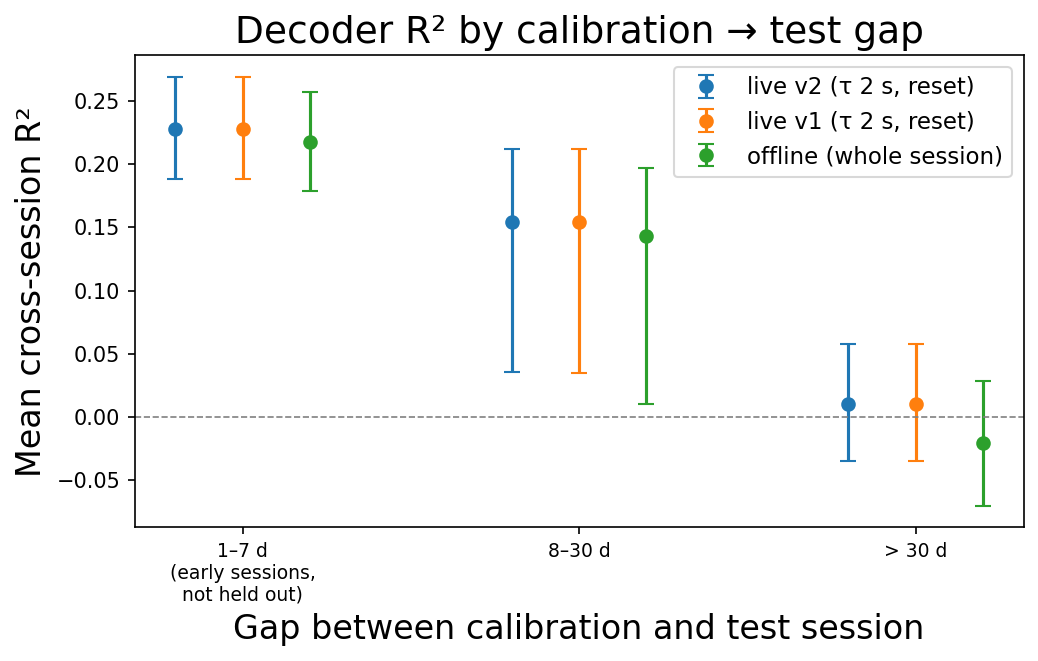 Decoder R² by calibration → test gap
live v2 (τ 2 s, reset)
live v1 (τ 2 s, reset)
offline (whole session)
Mean cross-session R²
0.25
0.20
0.15
0.10
0.05
0.00
−0.05
1–7 d
(early sessions,
not held out)
8–30 d
> 30 d
Gap between calibration and test session